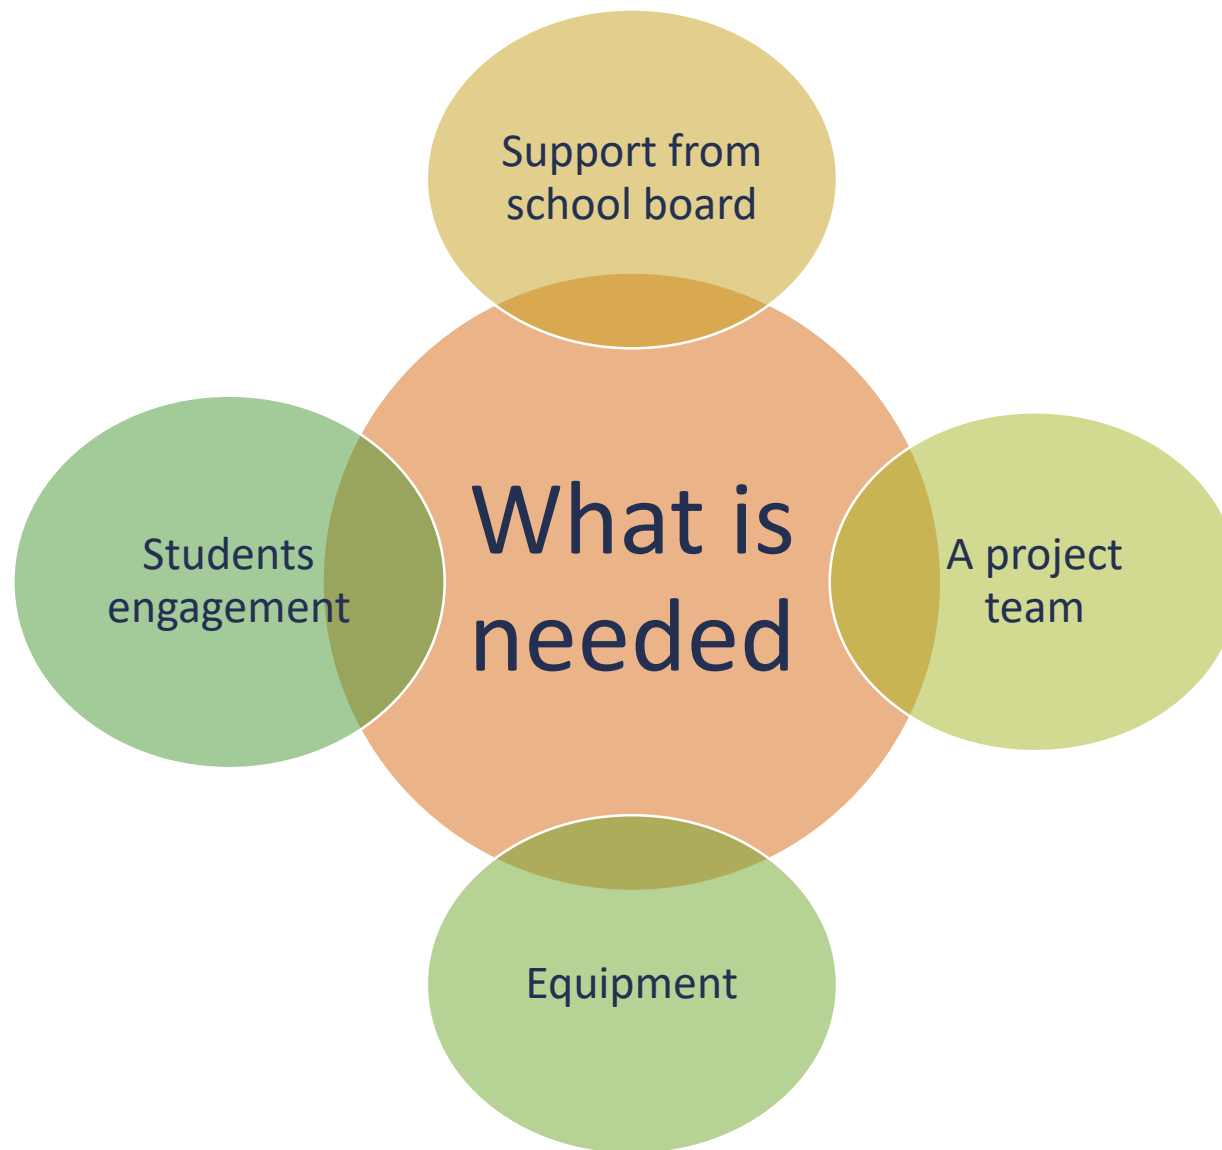 Support from
school board
What is
needed
Students
engagement
A project
team
Equipment